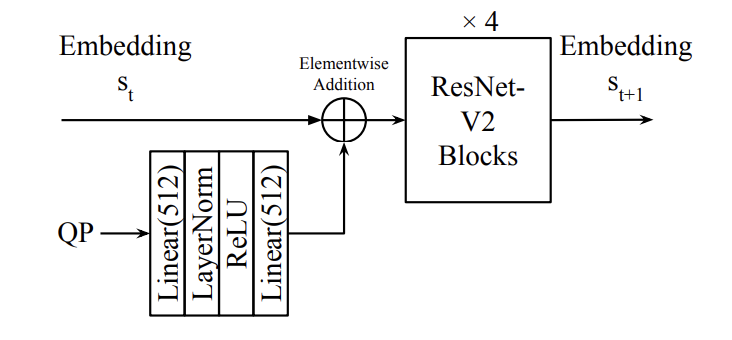 Embedding
s_t
Elementwise
Addition
× 4
ResNet-
V2
Blocks
Embedding
s_t+1
QP
Linear(512)
LayerNorm
ReLU
Linear(512)